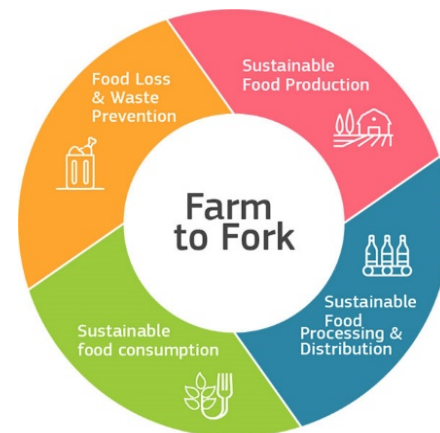 Food Loss
& Waste
Prevention
Sustainable
Food Production
Farm
to Fork
Sustainable
Food
Processing &
Distribution
Sustainable
food consumption